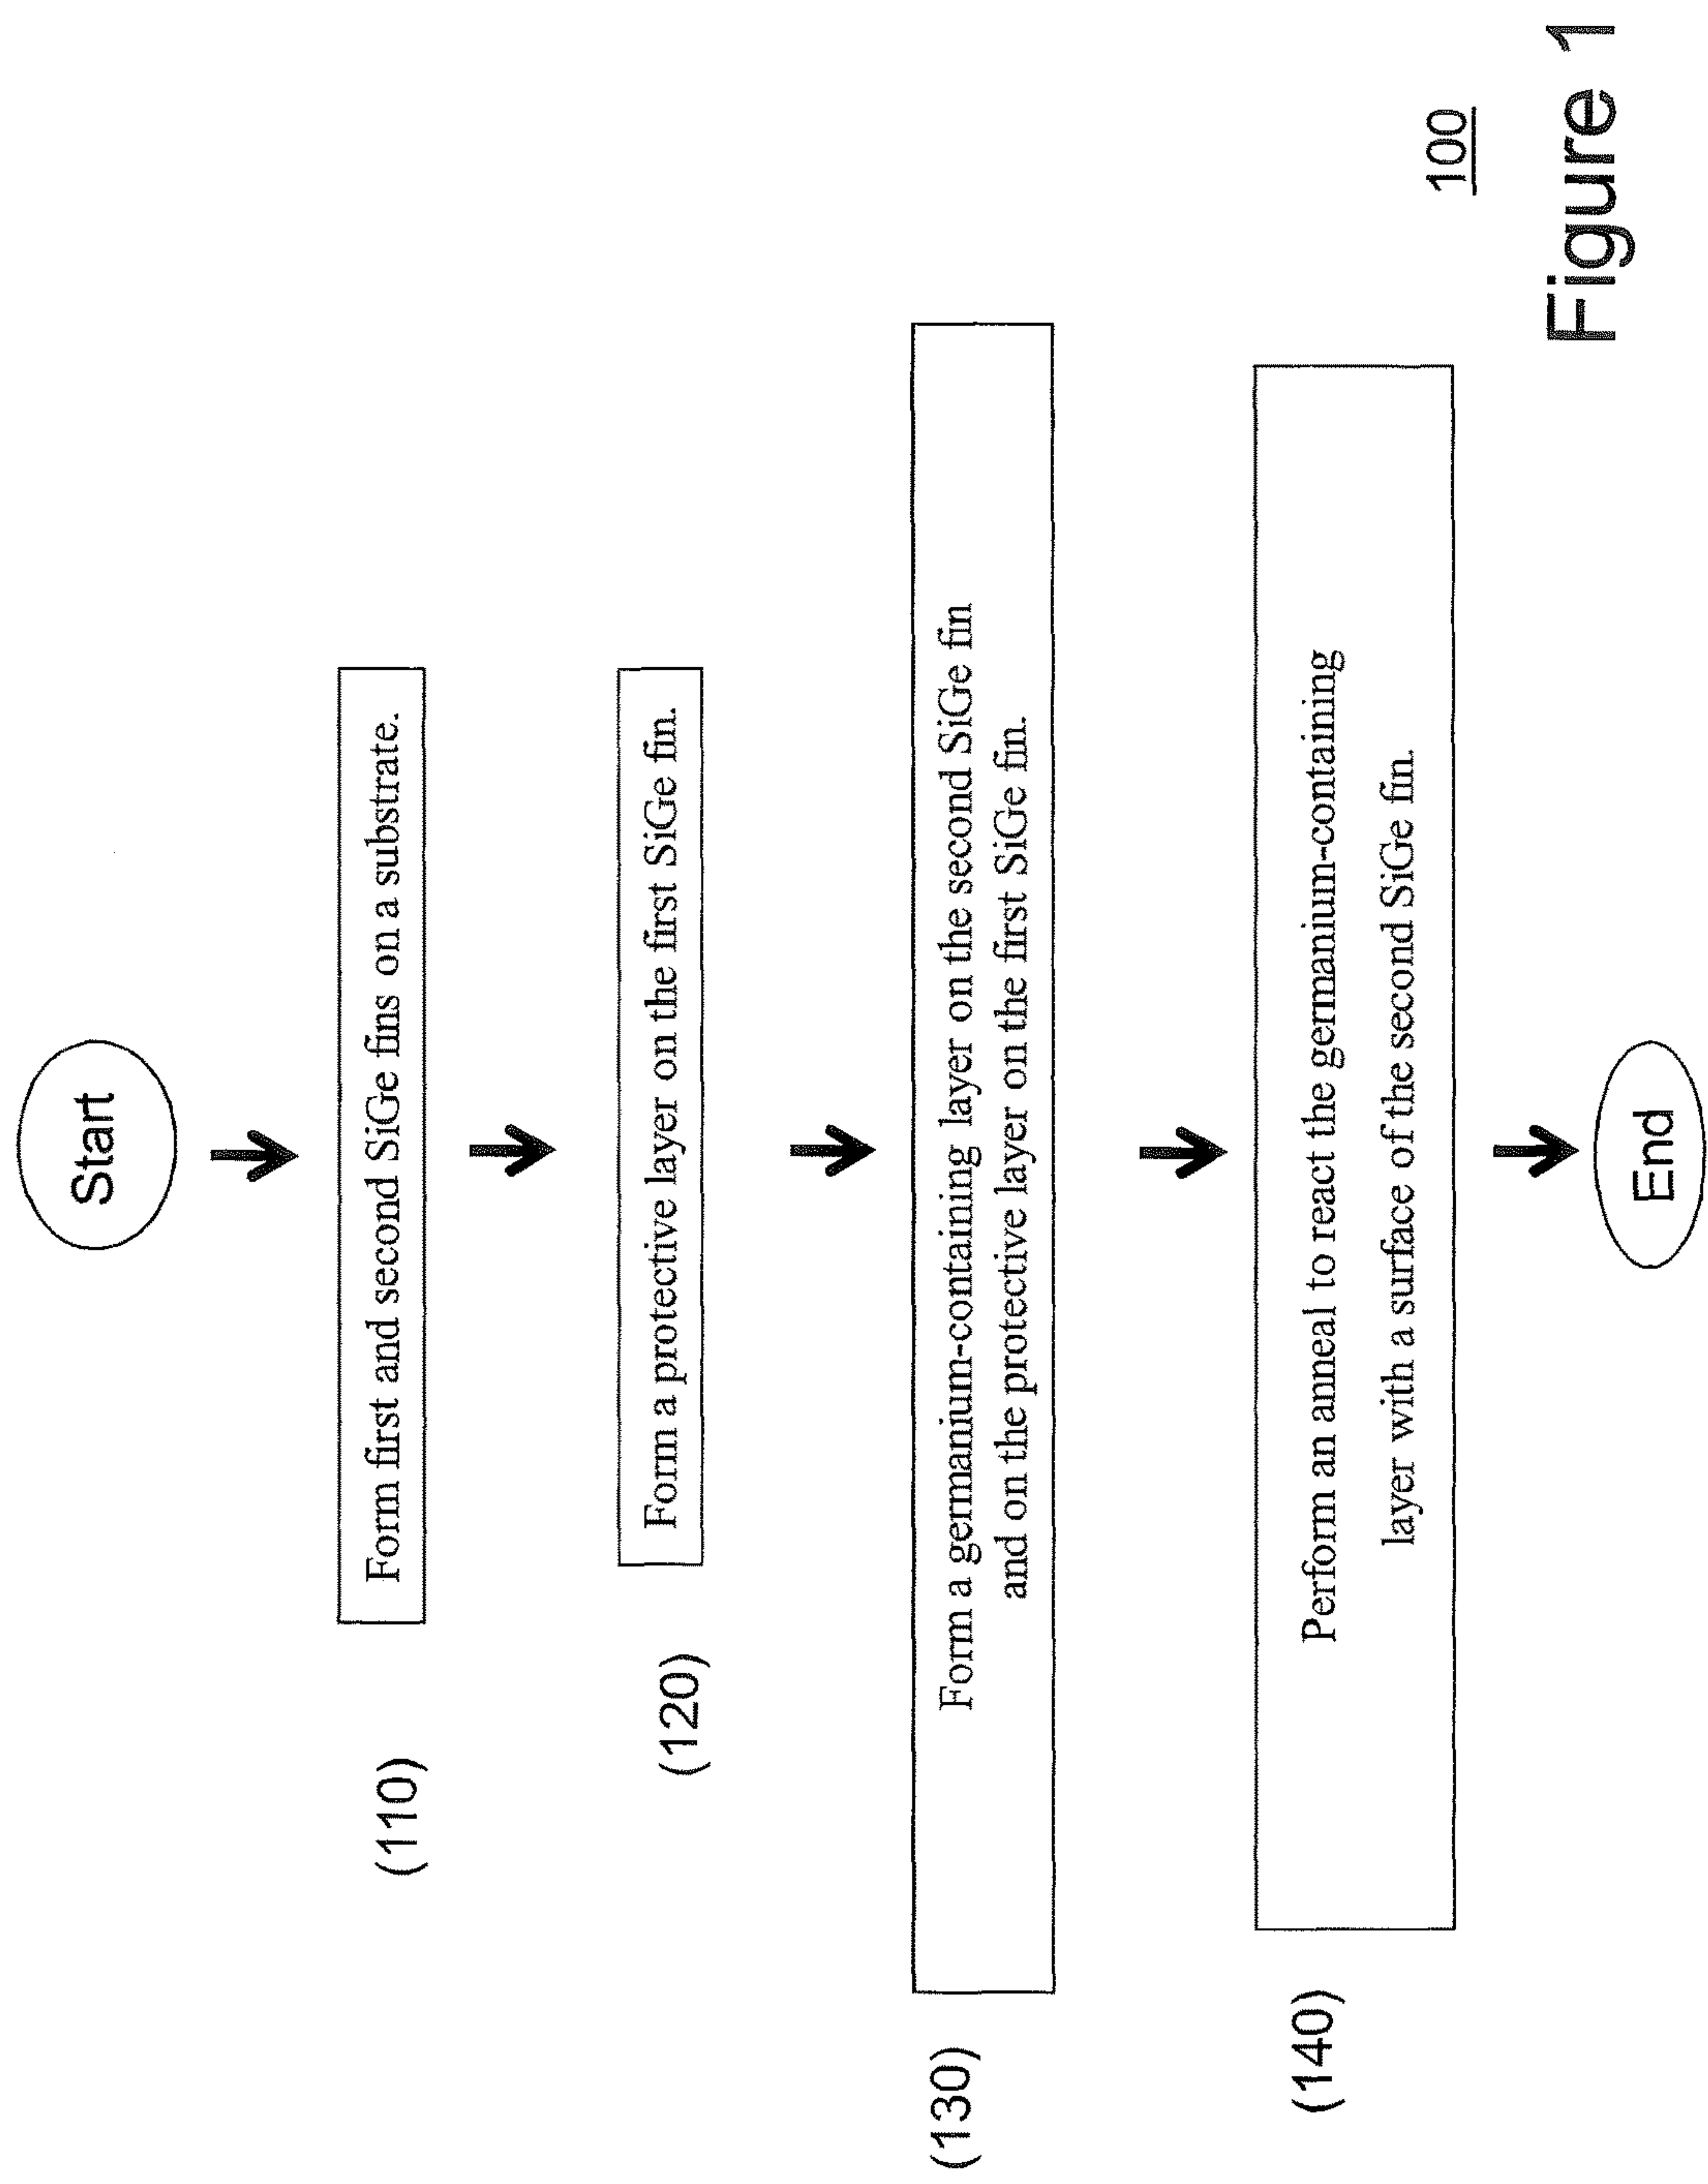 Start
(110)
Form first and second SiGe fins on a substrate.
(120)
Form a protective layer on the first SiGe fin.
(130)
Form a germanium-containing layer on the second SiGe fin
and on the protective layer on the first SiGe fin.
(140)
Perform an anneal to react the germanium-containing
layer with a surface of the second SiGe fin.
End
100
Figure 1